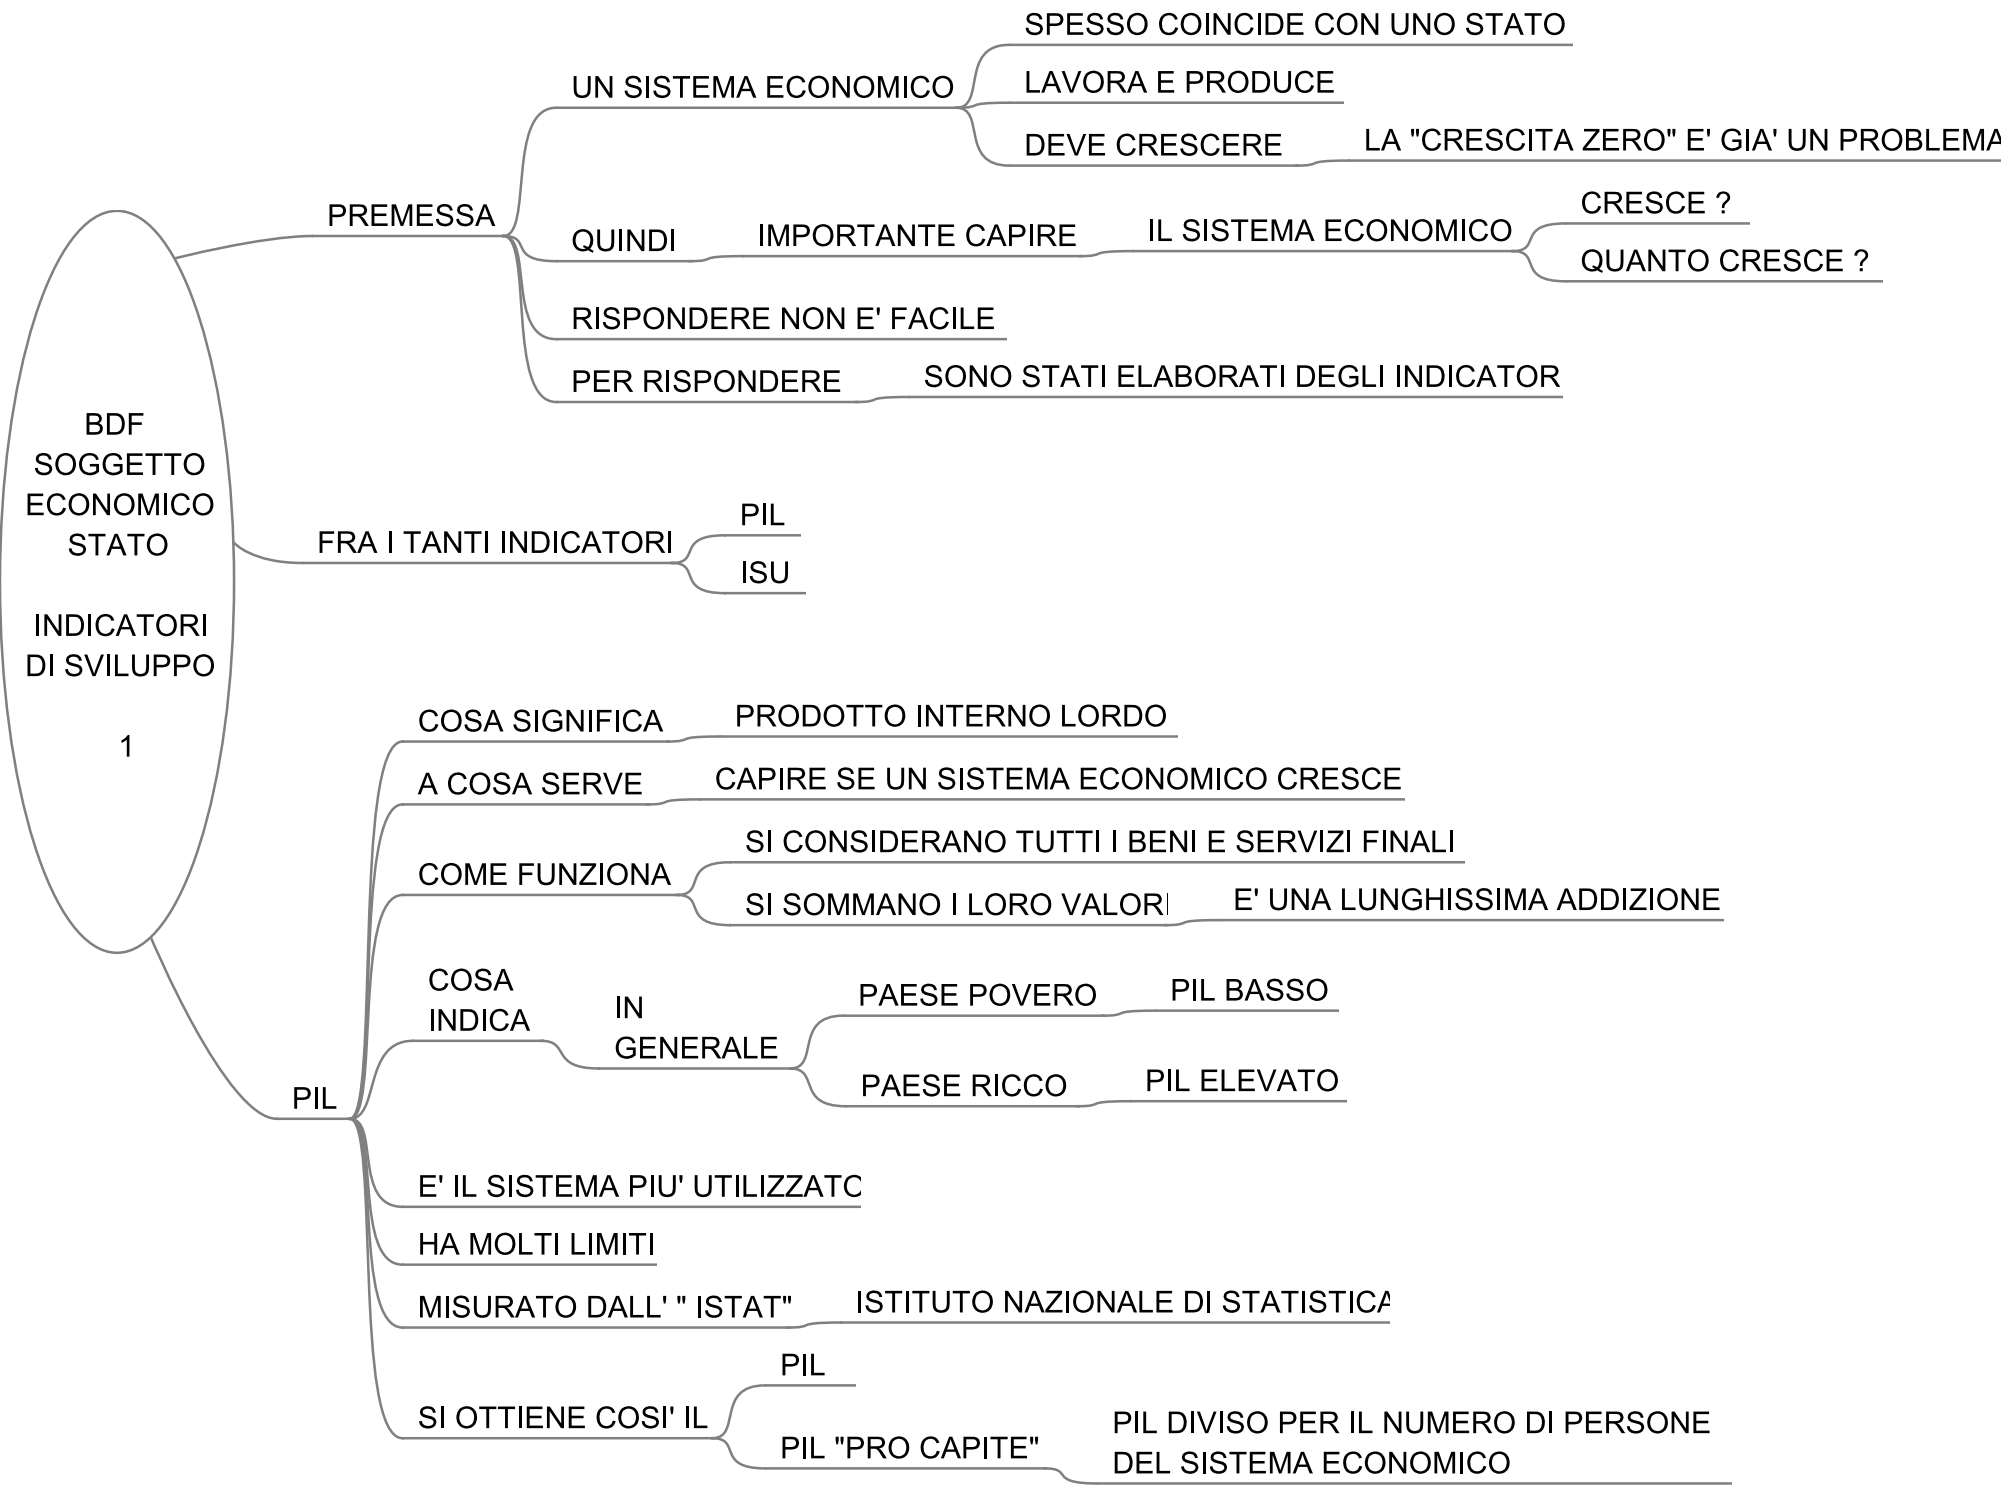 BDF
SOGGETTO
ECONOMICO
STATO
INDICATORI
DI SVILUPPO
1
PREMESSA
UN SISTEMA ECONOMICO
SPESSO COINCIDE CON UNO STATO
LAVORA E PRODUCE
DEVE CRESCERE
LA "CRESCITA ZERO" E' GIA' UN PROBLEMA
QUINDI
IMPORTANTE CAPIRE
IL SISTEMA ECONOMICO
CRESCE ?
QUANTO CRESCE ?
RISPONDERE NON E' FACILE
PER RISPONDERE
SONO STATI ELABORATI DEGLI INDICATOR
FRA I TANTI INDICATORI
PIL
ISU
PIL
COSA SIGNIFICA
PRODOTTO INTERNO LORDO
A COSA SERVE
CAPIRE SE UN SISTEMA ECONOMICO CRESCE
COME FUNZIONA
SI CONSIDERANO TUTTI I BENI E SERVIZI FINALI
SI SOMMANO I LORO VALORI
E' UNA LUNGHISSIMA ADDIZIONE
COSA
INDICA
IN
GENERALE
PAESE POVERO
PIL BASSO
PAESE RICCO
PIL ELEVATO
E' IL SISTEMA PIU' UTILIZZATO
HA MOLTI LIMITI
MISURATO DALL' " ISTAT"
ISTITUTO NAZIONALE DI STATISTICA
SI OTTIENE COSI' IL
PIL
PIL "PRO CAPITE"
PIL DIVISO PER IL NUMERO DI PERSONE
DEL SISTEMA ECONOMICO